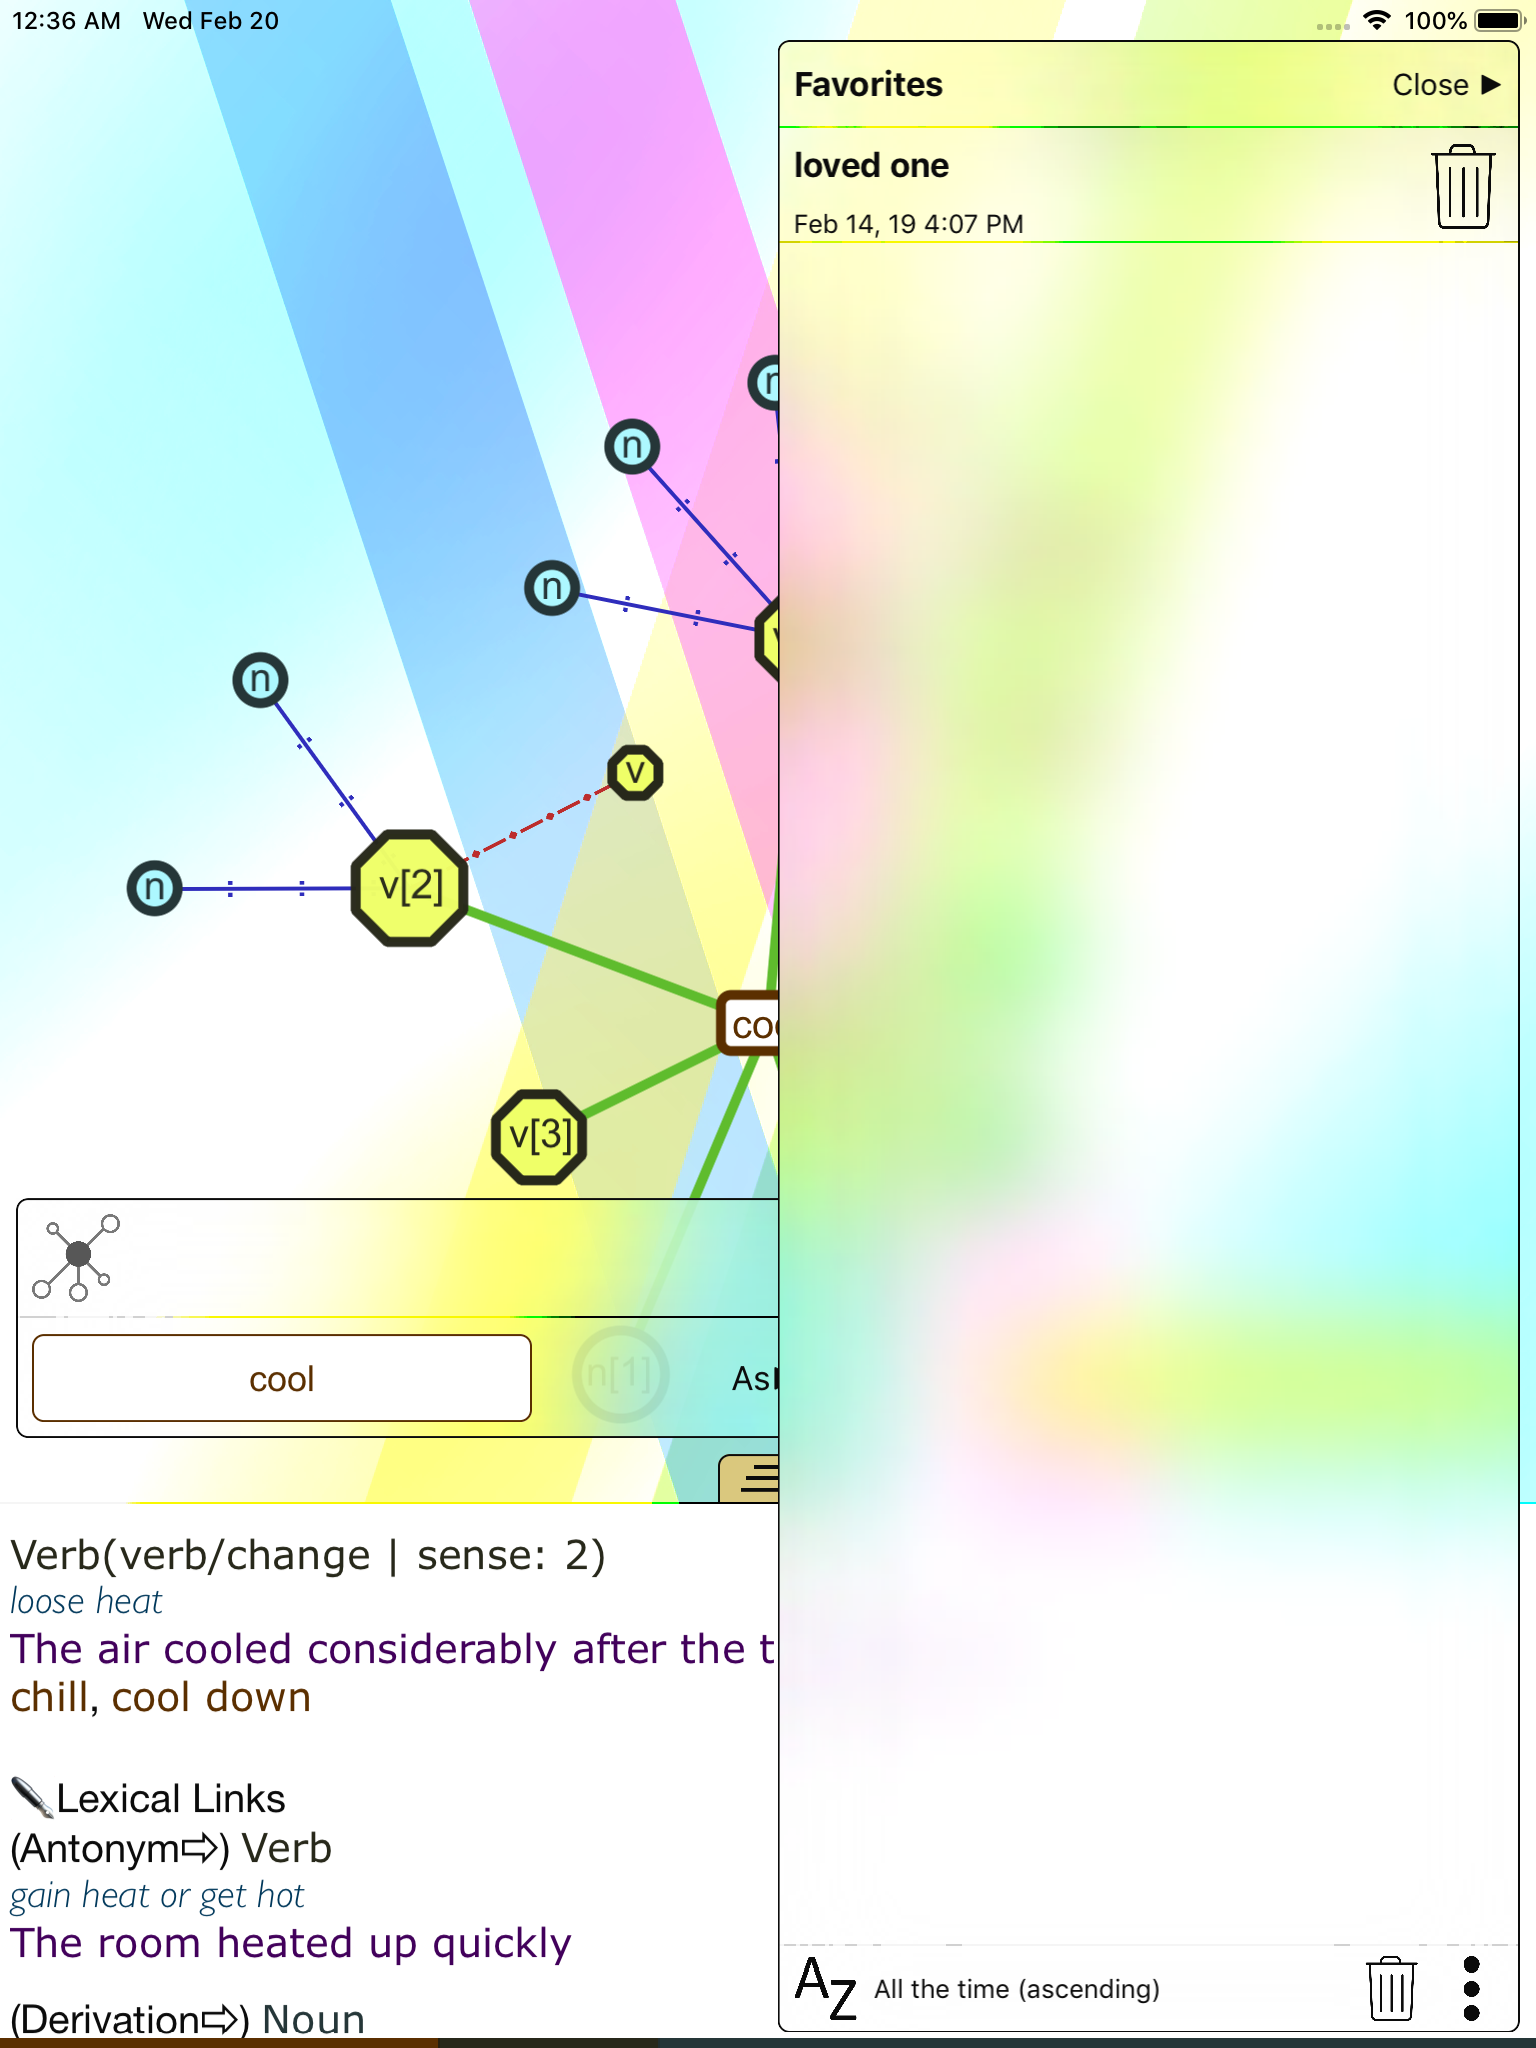 12:36 AM Wed Feb 20
100%
Favorites
Close ▶
loved one
Feb 14, 19 4:07 PM
n
n
n
n
v
v[2]
n
v[3]
cool
n[1]
Verb(verb/change | sense: 2)
loose heat
The air cooled considerably after the
chill, cool down
Lexical Links
(Antonym⇨) Verb
gain heat or get hot
The room heated up quickly
(Derivation⇨) Noun
AZ All the time (ascending)